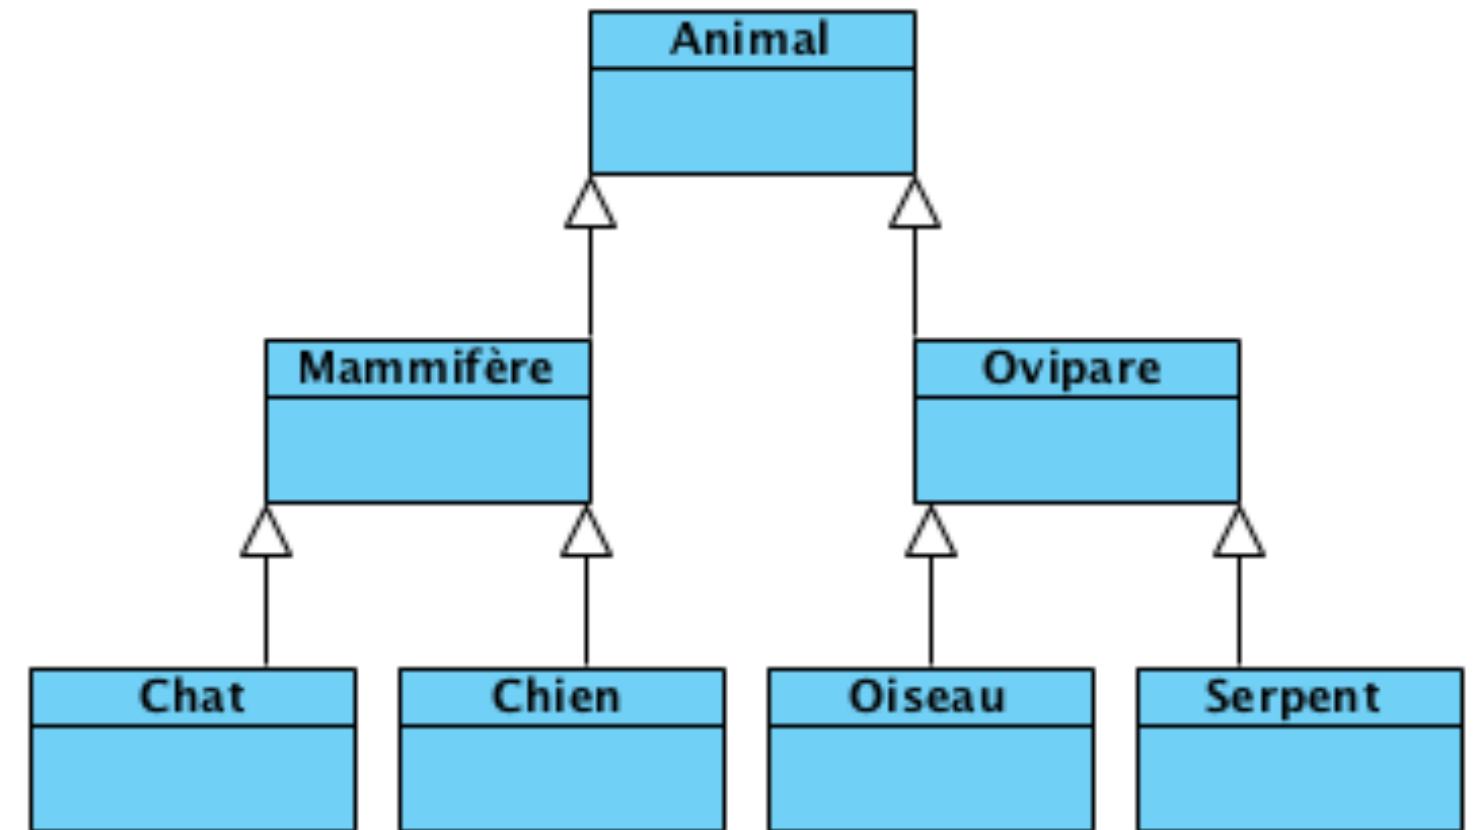 Animal
Mammifère
Ovipare
Chat
Chien
Oiseau
Serpent